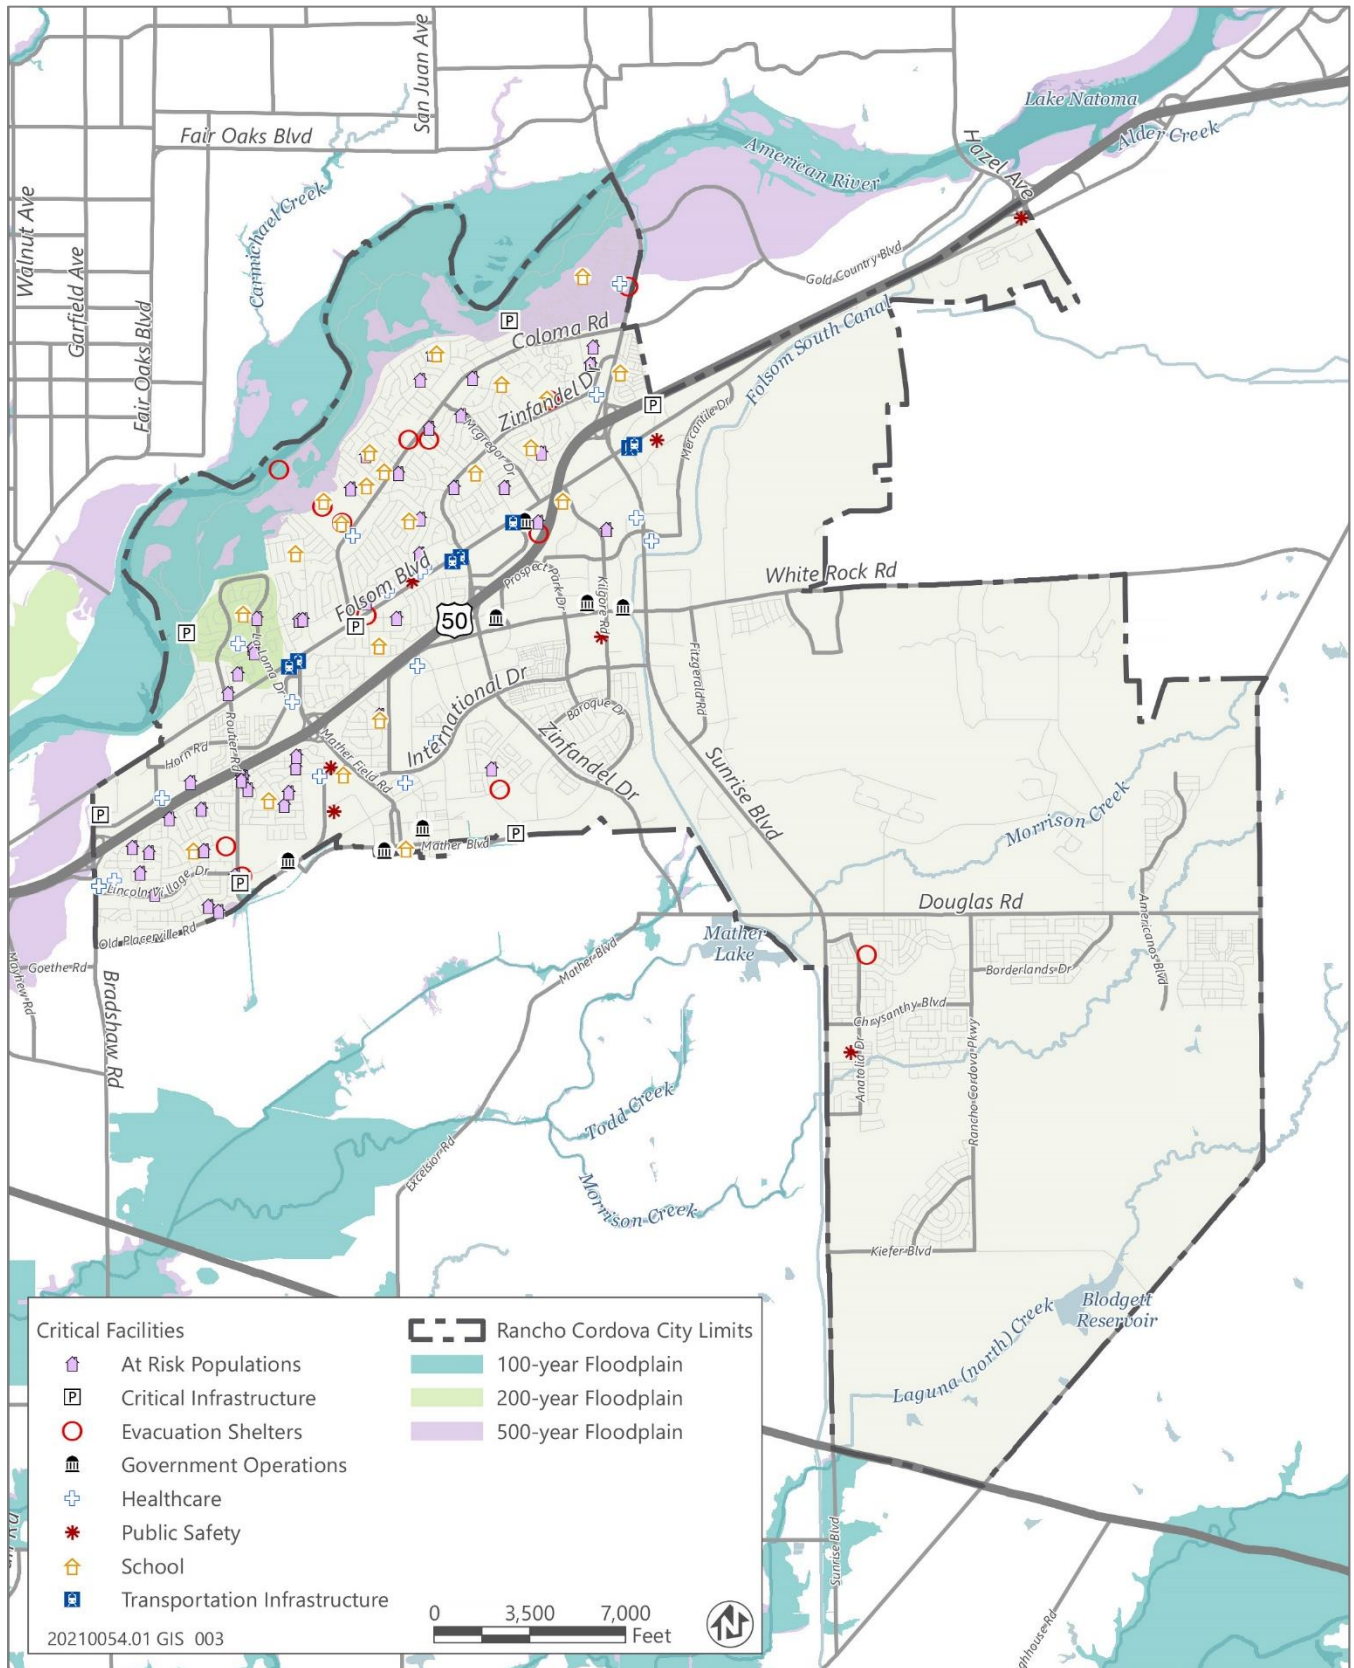 San Juan Ave
Lake Natoma
Alder Creek
Fair Oaks Blvd
Hazel Ave
American River
Carmichael Creek
Walnut Ave
Garfield Ave
Fair Oaks Blvd
Gold Country Blvd
Folsom South Canal
Coloma Rd
Zinfandel Dr
Mercantile Dr
Mcgregor Dr
Folsom Blvd
Prospect Park Dr
Kilgore Rd
White Rock Rd
50
La Loma Dr
Fitzgerald Rd
International Dr
Baroque Dr
Routier Rd
Horn Rd
Mather Field Rd
Zinfandel Dr
Sunrise Blvd
Morrison Creek
Mather Blvd
Lincoln Village Dr
Douglas Rd
Old Placerville Rd
Mather
Lake
Americanos Blvd
Goethe Rd
Mayhew Rd
Mather Blvd
Borderlands Dr
Bradshaw Rd
Chrysanthy Blvd
Anatolia Dr
Rancho Cordova Pkwy
Todd Creek
Excelsior Rd
Morrison Creek
Kiefer Blvd
Blodgett
Reservoir
Laguna (north) Creek
Sunrise Blvd
Critical Facilities
At Risk Populations
P Critical Infrastructure
Evacuation Shelters
Government Operations
Healthcare
Public Safety
School
Transportation Infrastructure
Rancho Cordova City Limits
100-year Floodplain
200-year Floodplain
500-year Floodplain
0 3,500 7,000
Feet
N
20210054.01 GIS 003